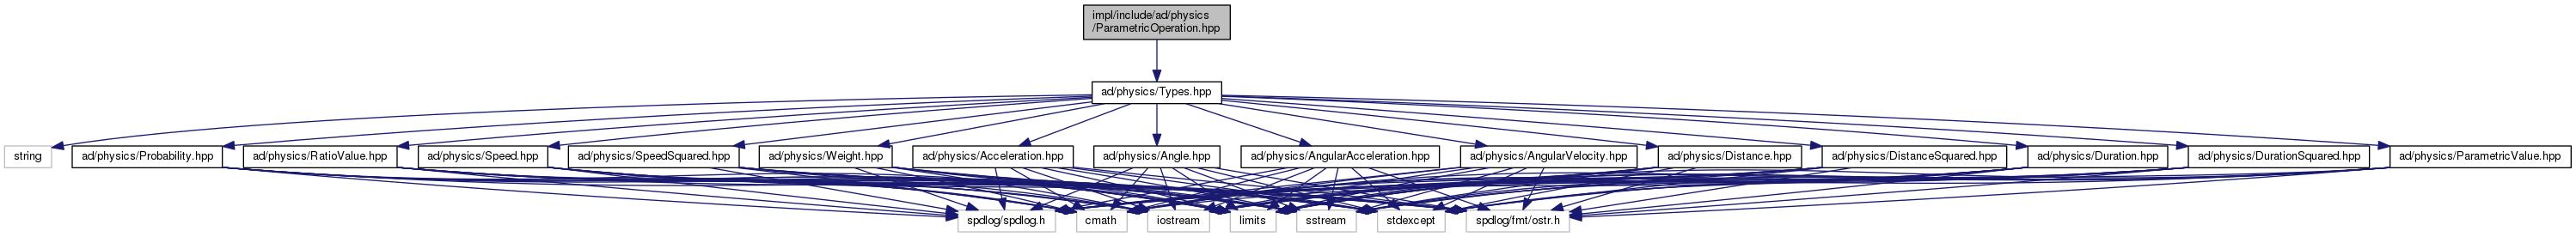 impl/include/ad/physics
/ParametricOperation.hpp
ad/physics/Types.hpp
string
ad/physics/Probability.hpp
ad/physics/RatioValue.hpp
ad/physics/Speed.hpp
ad/physics/SpeedSquared.hpp
ad/physics/Weight.hpp
ad/physics/Acceleration.hpp
ad/physics/Angle.hpp
ad/physics/AngularAcceleration.hpp
ad/physics/AngularVelocity.hpp
ad/physics/Distance.hpp
ad/physics/DistanceSquared.hpp
ad/physics/Duration.hpp
ad/physics/DurationSquared.hpp
ad/physics/ParametricValue.hpp
spdlog/spdlog.h
cmath
iostream
limits
sstream
stdexcept
spdlog/fmt/ostr.h